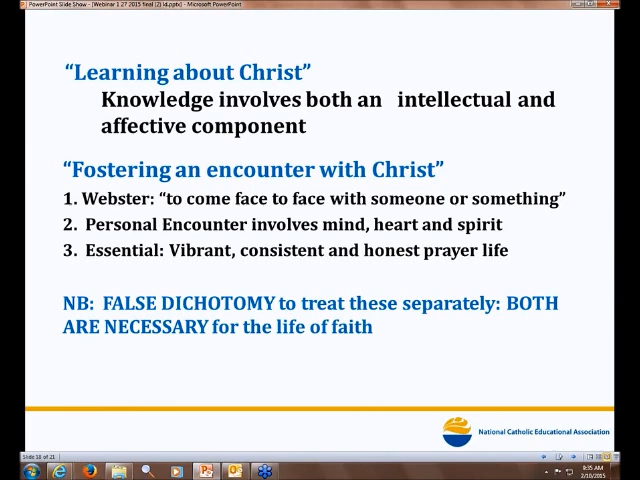 PowerPoint Slide Show - [Webinar 1 27 2015 final (2) ld.pptx] - Microsoft PowerPoint
“Learning about Christ”
Knowledge involves both an intellectual and
affective component
“Fostering an encounter with Christ”
1. Webster: “to come face to face with someone or something”
2. Personal Encounter involves mind, heart and spirit
3. Essential: Vibrant, consistent and honest prayer life
NB: FALSE DICHOTOMY to treat these separately: BOTH
ARE NECESSARY for the life of faith
National Catholic Educational Association
Slide 18 of 21
9:35 AM
2/10/2015